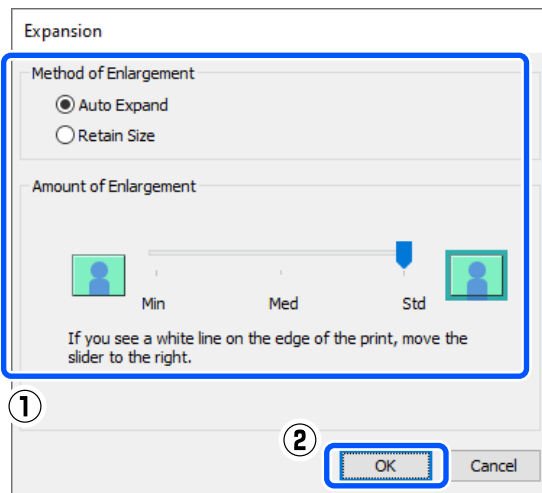 Expansion
Method of Enlargement
Auto Expand
Retain Size
Amount of Enlargement
Min Med Std
If you see a white line on the edge of the print, move the
slider to the right.
①
②
OK Cancel